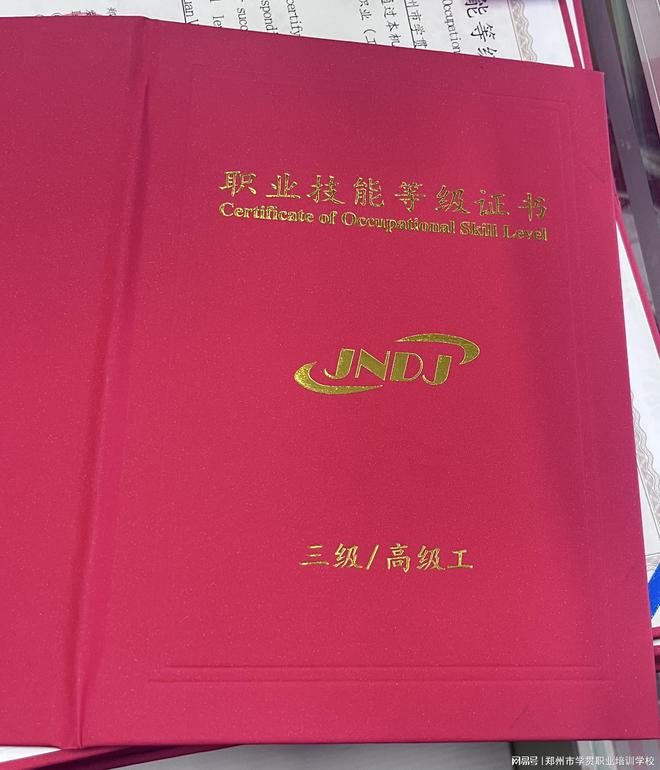 职业技能等级证书
Certificate of Occupational Skill Level
JNDJ
三级/高级工
网易号 | 郑州市学贯职业培训学校